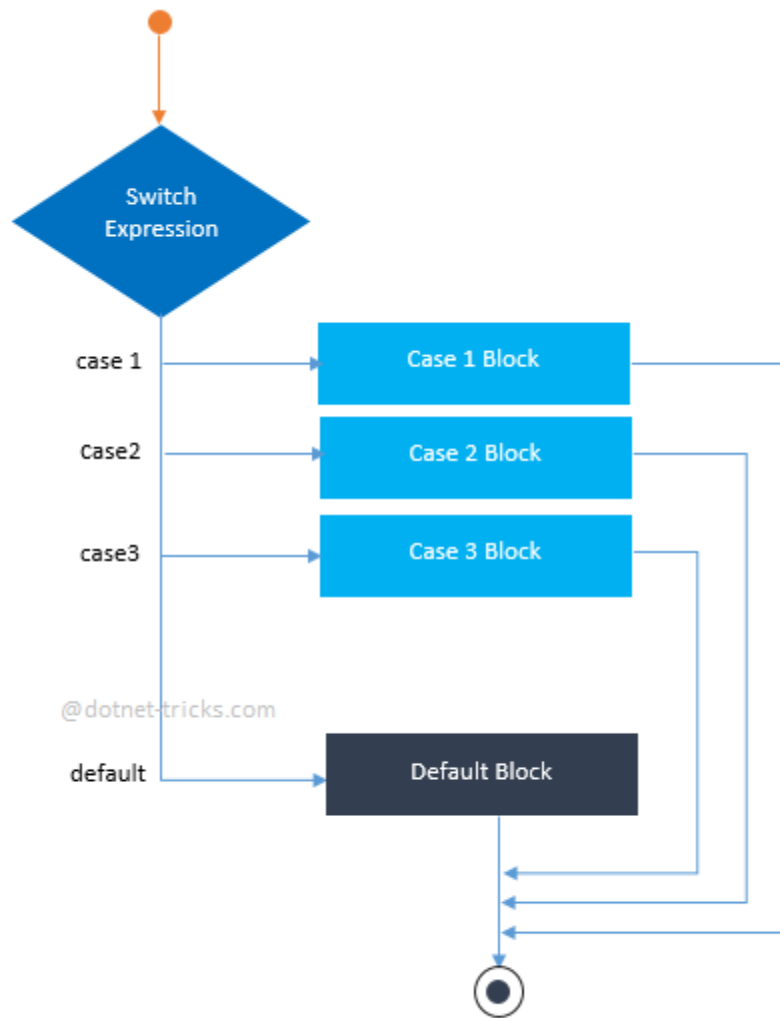 Switch
Expression
case 1
Case 1 Block
case2
Case 2 Block
case3
Case 3 Block
@dotnet-tricks.com
default
Default Block